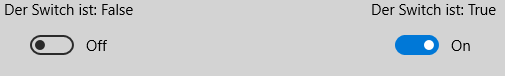 Der Switch ist: False
Der Switch ist: True
Off
On